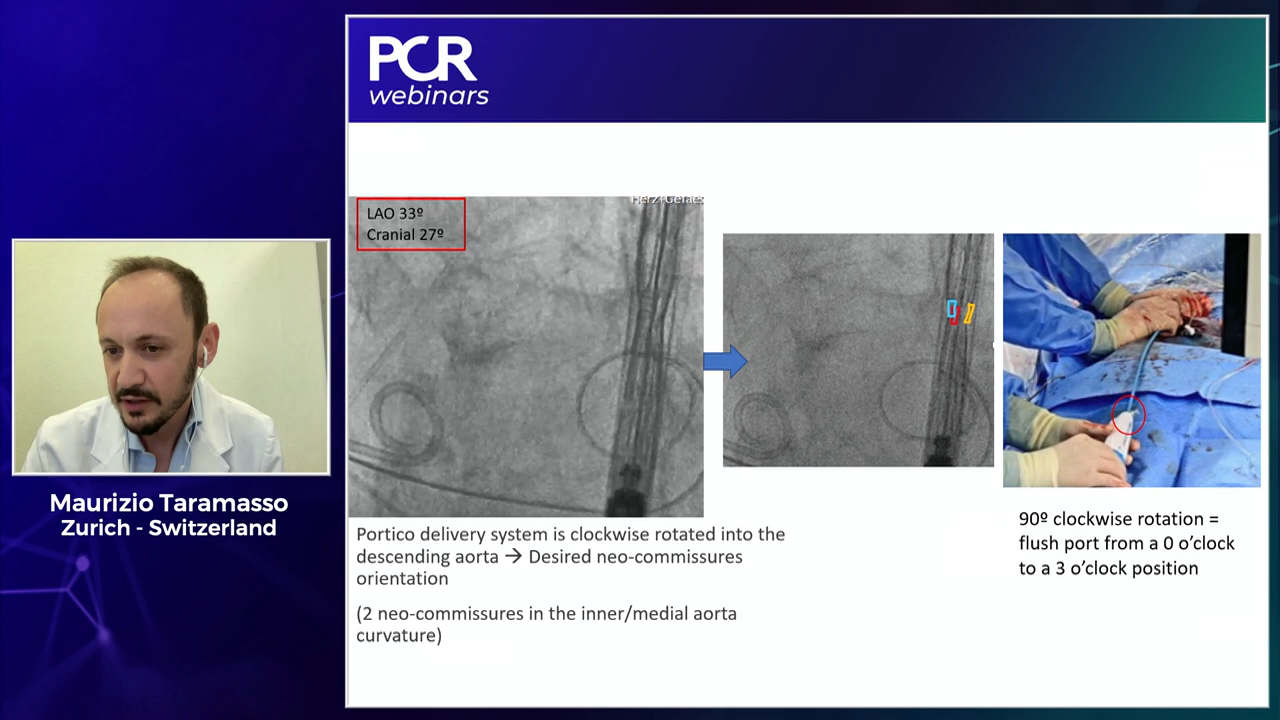 PCR
webinars
Herz+Gefaes
LAO 33º
Cranial 27º
Maurizio Taramasso
Zurich - Switzerland
Portico delivery system is clockwise rotated into the
descending aorta → Desired neo-commissures
orientation
(2 neo-commissures in the inner/medial aorta
curvature)
90º clockwise rotation =
flush port from a 0 o’clock
to a 3 o’clock position